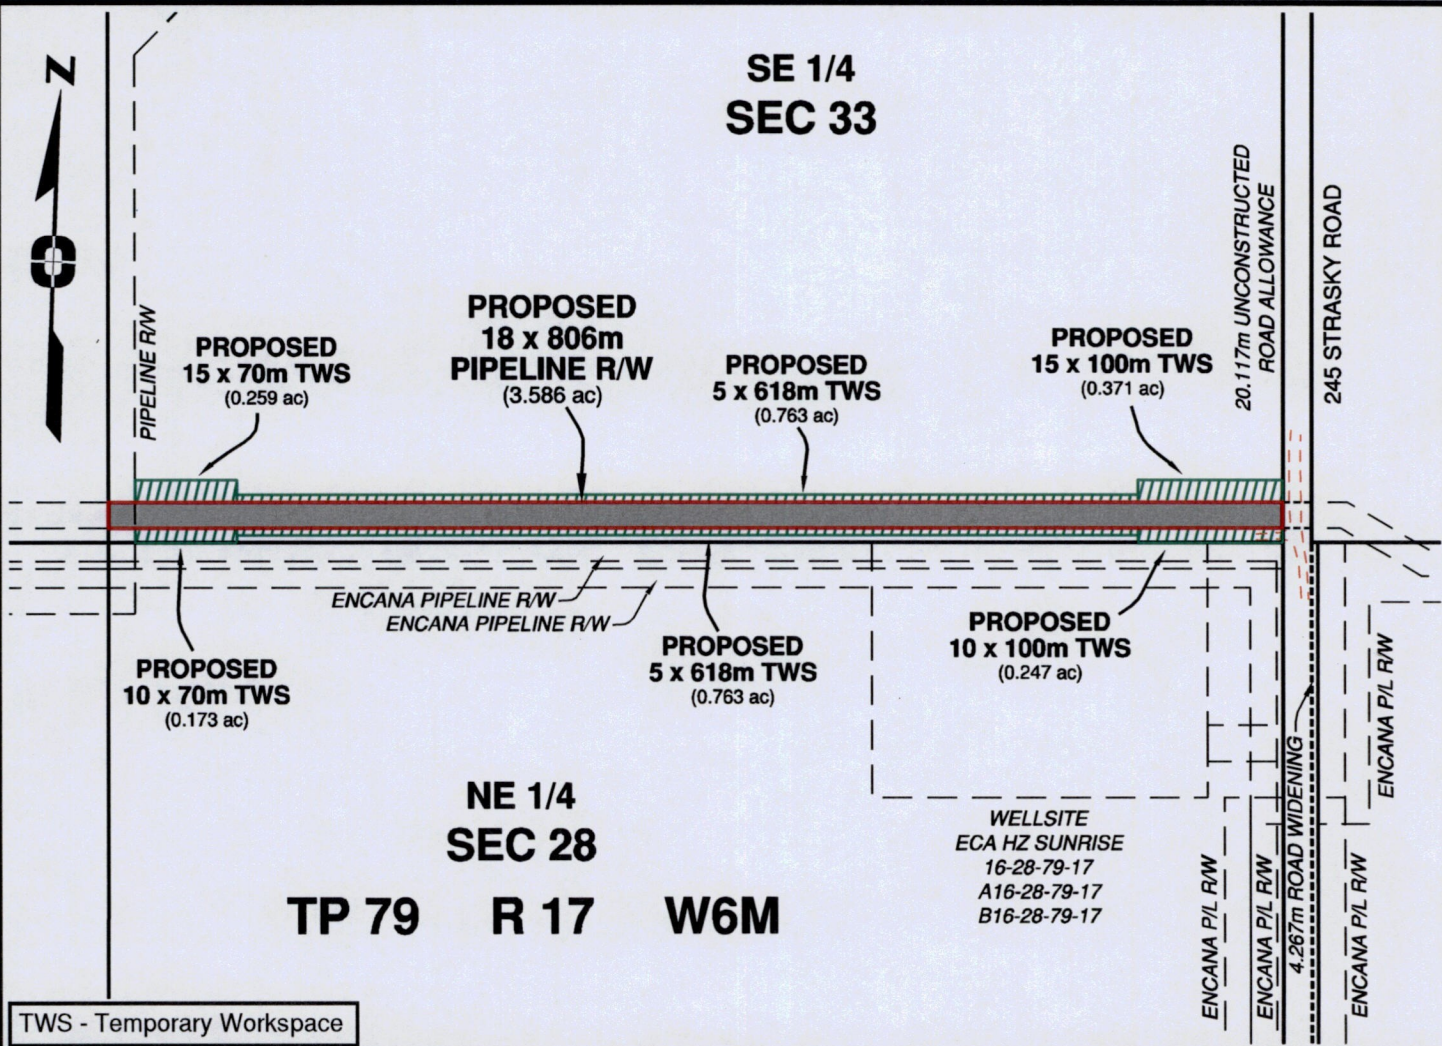 SE 1/4
SEC 33
N
PIPELINE R/W
PROPOSED
15 x 70m TWS
(0.259 ac)
PROPOSED
18 x 806m
PIPELINE R/W
(3.586 ac)
PROPOSED
5 x 618m TWS
(0.763 ac)
PROPOSED
15 x 100m TWS
(0.371 ac)
20.117m UNCONSTRUCTED
ROAD ALLOWANCE
245 STRASKY ROAD
ENCANA PIPELINE R/W
ENCANA PIPELINE R/W
PROPOSED
10 x 70m TWS
(0.173 ac)
PROPOSED
5 x 618m TWS
(0.763 ac)
PROPOSED
10 x 100m TWS
(0.247 ac)
NE 1/4
SEC 28
TP 79 R 17 W6M
WELLSITE
ECA HZ SUNRISE
16-28-79-17
A16-28-79-17
B16-28-79-17
ENCANA P/L R/W
ENCANA P/L R/W
4.267m ROAD WIDENING
ENCANA P/L R/W
ENCANA P/L R/W
TWS - Temporary Workspace